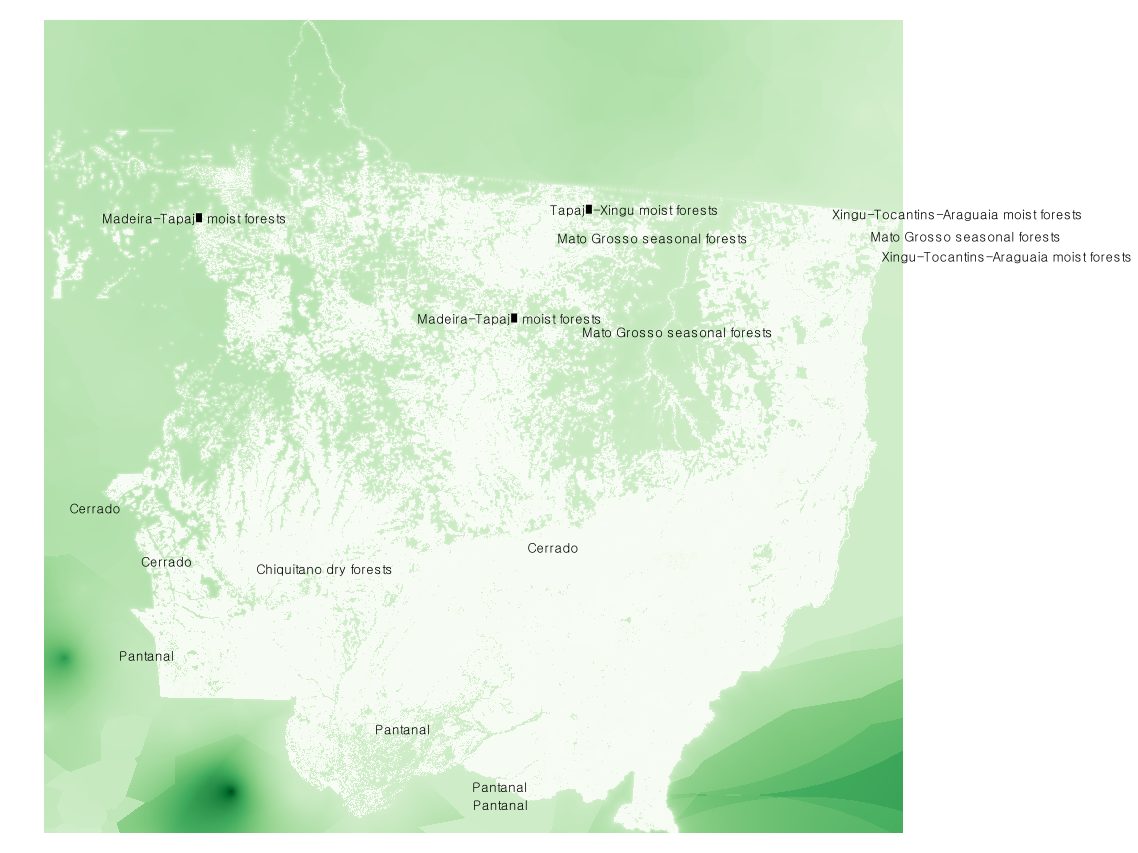 Tapaj■-Xingu moist forests
Xingu-Tocantins-Araguaia moist forests
Madeira-Tapaj■ moist forests
Mato Grosso seasonal forests
Mato Grosso seasonal forests
Xingu-Tocantins-Araguaia moist forests
Madeira-Tapaj■ moist forests
Mato Grosso seasonal forests
Cerrado
Cerrado
Cerrado
Chiquitano dry forests
Pantanal
Pantanal
Pantanal
Pantanal